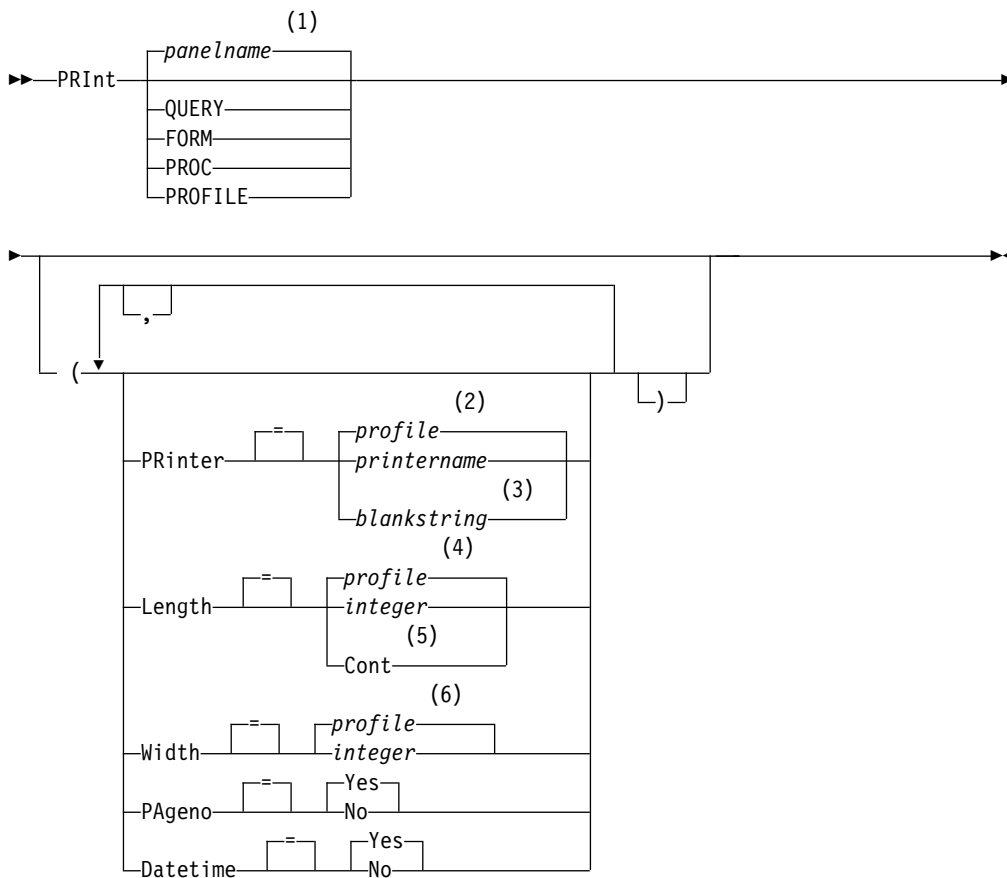 (1)
panelname
PRInt
QUERY
FORM
PROC
PROFILE
,
(
)
(2)
= profile
PRinter printername
(3)
blankstring
(4)
= profile
Length integer
(5)
Cont
(6)
= profile
Width integer
= Yes
PAgeno No
= Yes
Datetime No